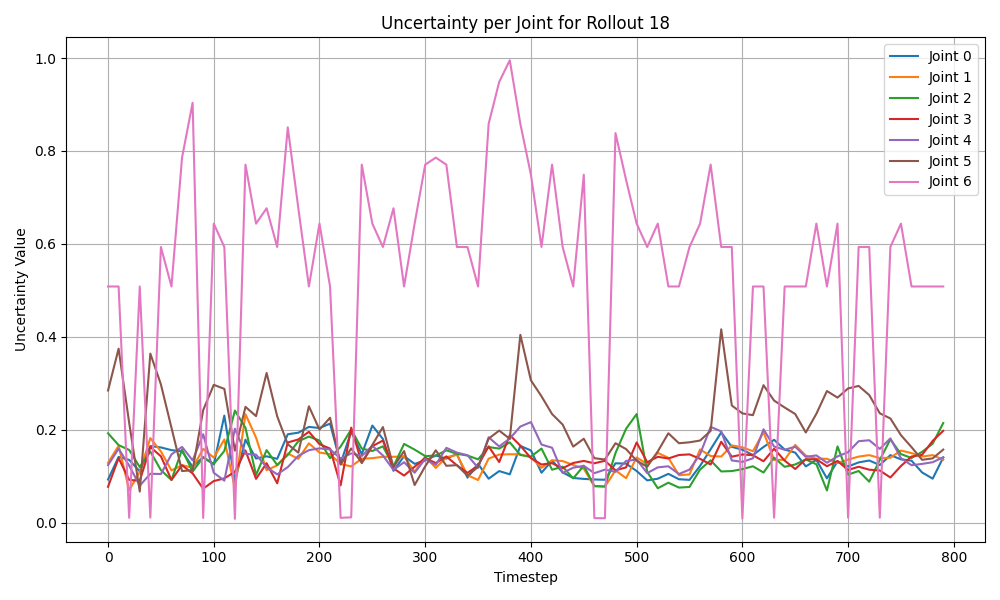 Uncertainty per Joint for Rollout 18
Uncertainty Value
1.0
0.8
0.6
0.4
0.2
0.0
0 100 200 300 400 500 600 700 800
Timestep
Joint 0
Joint 1
Joint 2
Joint 3
Joint 4
Joint 5
Joint 6